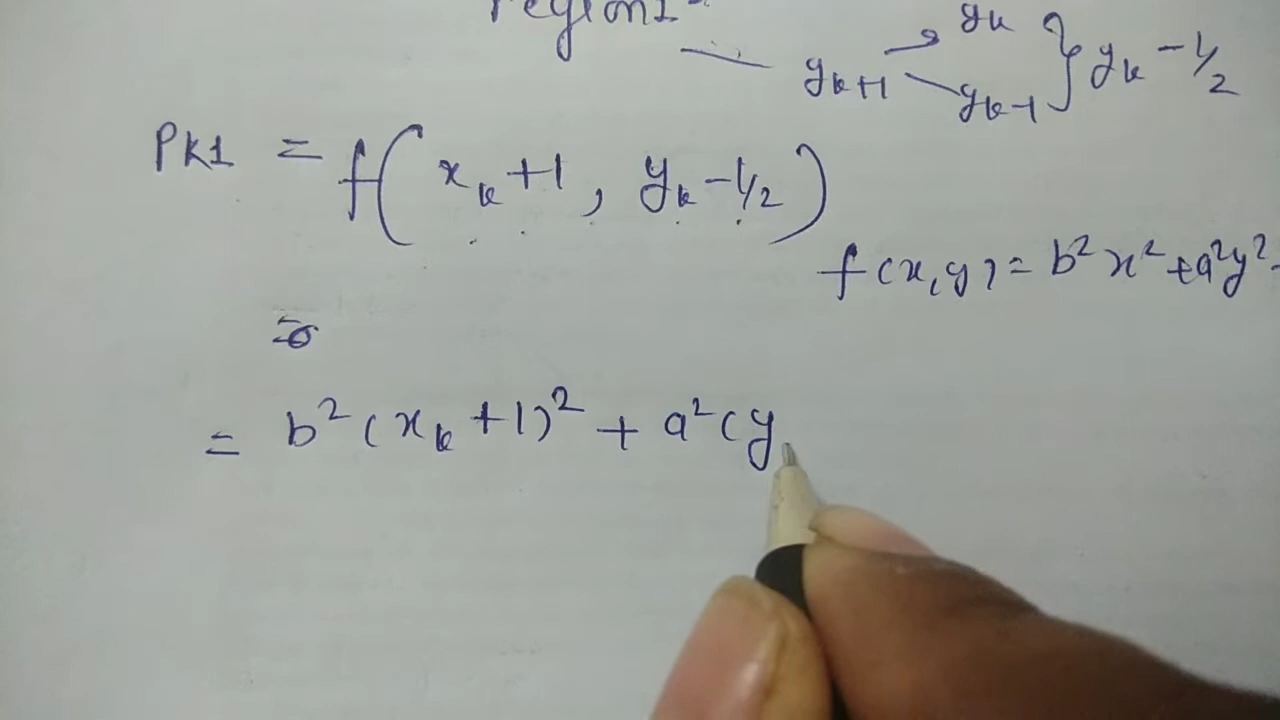 region1
yk
yk+1 yk-1 } yk - 1/2
PK1 = f(xk+1, yk-1/2)
f(x,y) = b²x² + a²y² -
=
= b²(xk+1)² + a²(y